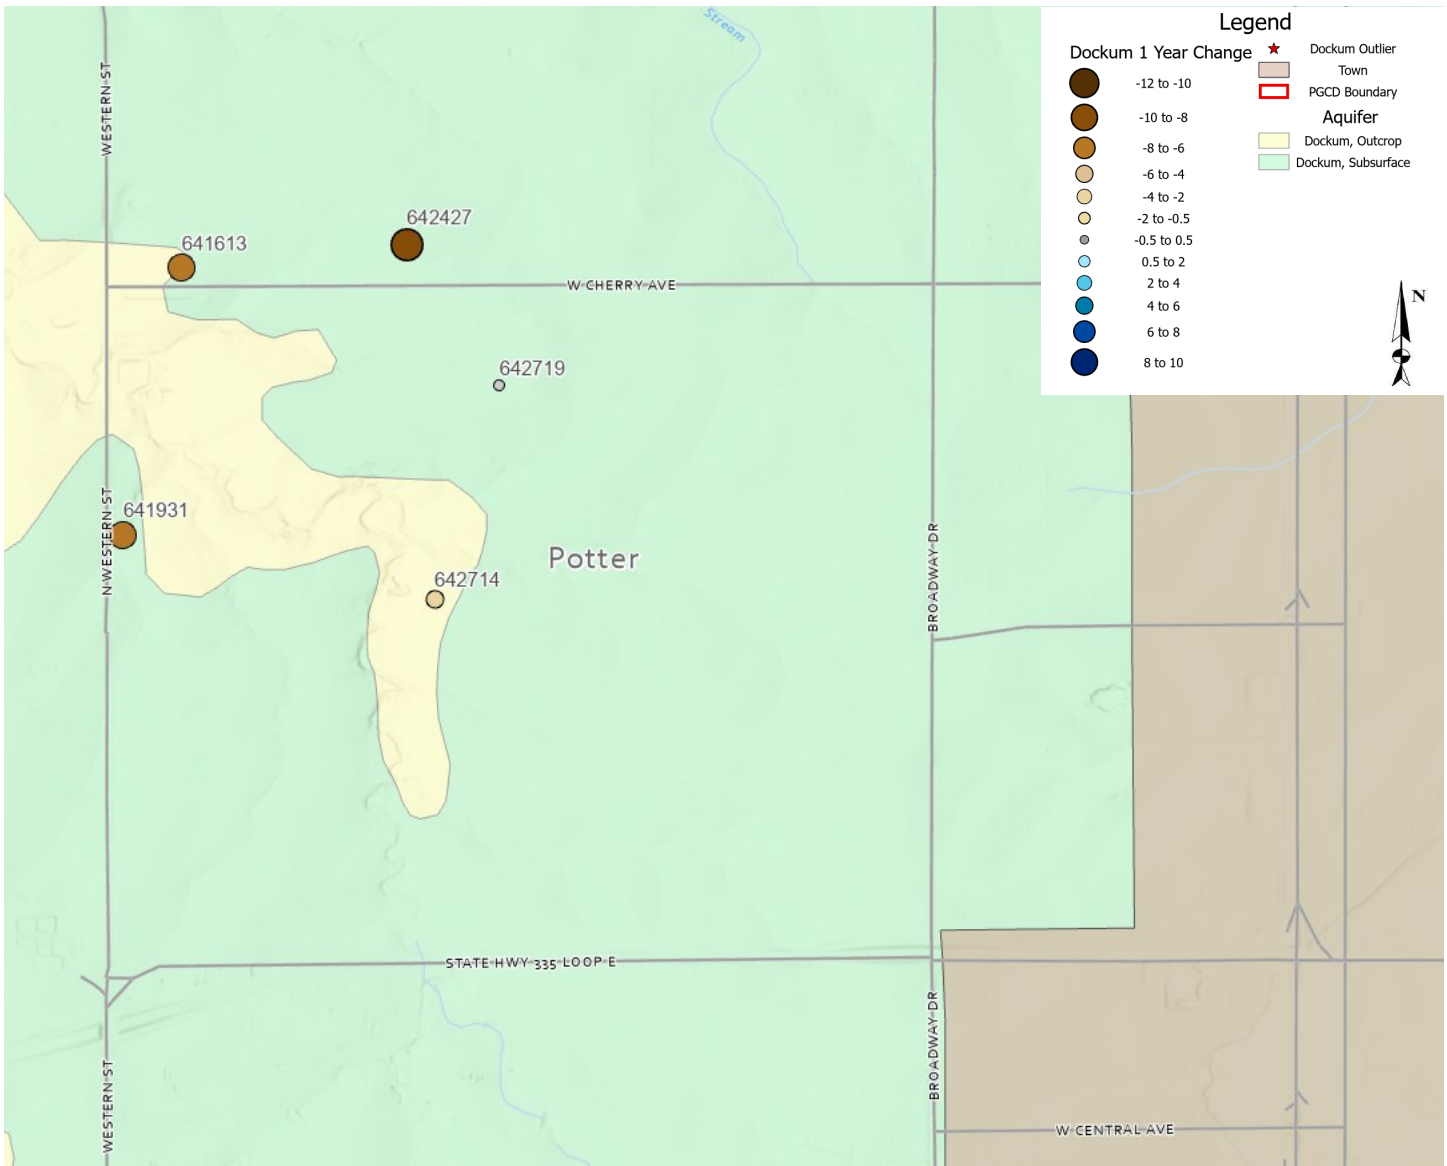 Stream
WESTERN ST
Legend
Dockum 1 Year Change
-12 to -10
-10 to -8
-8 to -6
-6 to -4
-4 to -2
-2 to -0.5
-0.5 to 0.5
0.5 to 2
2 to 4
4 to 6
6 to 8
8 to 10
Dockum Outlier
Town
PGCD Boundary
Aquifer
Dockum, Outcrop
Dockum, Subsurface
N
642427
641613
W CHERRY AVE
642719
641931
N WESTERN ST
Potter
642714
BROADWAY DR
STATE HWY 335 LOOP E
BROADWAY DR
WESTERN ST
W CENTRAL AVE